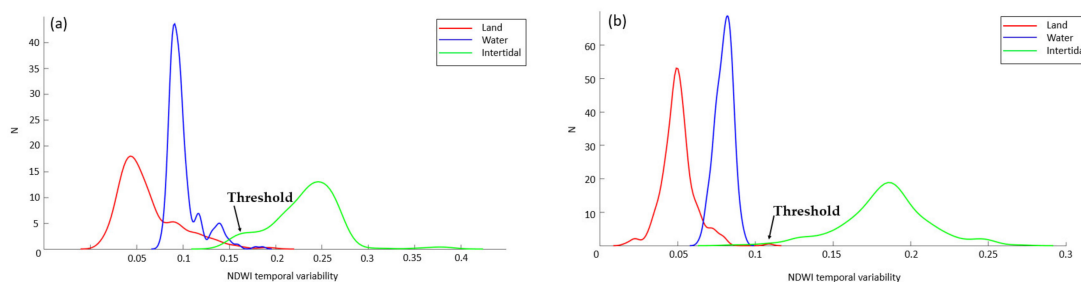 (a)
Land
Water
Intertidal
40
35
30
25
20
15
10
5
0
N
Threshold
0.05
0.1
0.15
0.2
0.25
0.3
0.35
0.4
NDWI temporal variability
(b)
Land
Water
Intertidal
60
50
40
30
20
10
N
Threshold
0
0.05
0.1
0.15
0.2
0.25
0.3
NDWI temporal variability